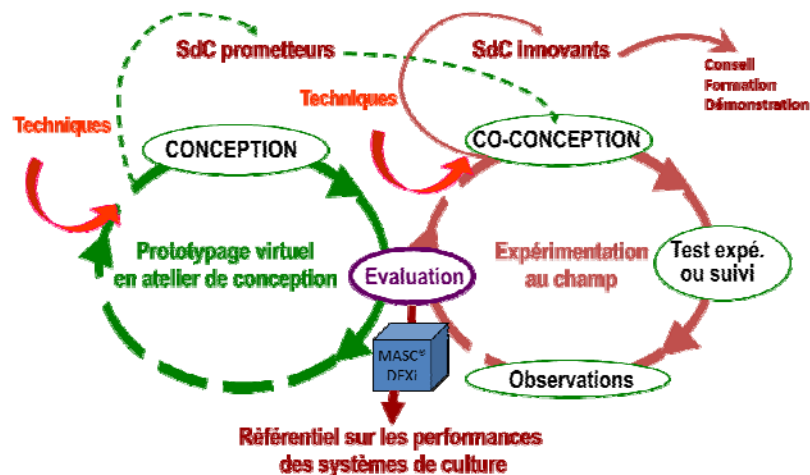 SdC prometteurs
SdC innovants
Conseil
Formation
Démonstration
Techniques
Techniques
CONCEPTION
CO-CONCEPTION
Prototypage virtuel
en atelier de conception
Evaluation
Expérimentation
au champ
Test expé.
ou suivi
MASC®
DEXi
Observations
Référentiel sur les performances
des systèmes de culture